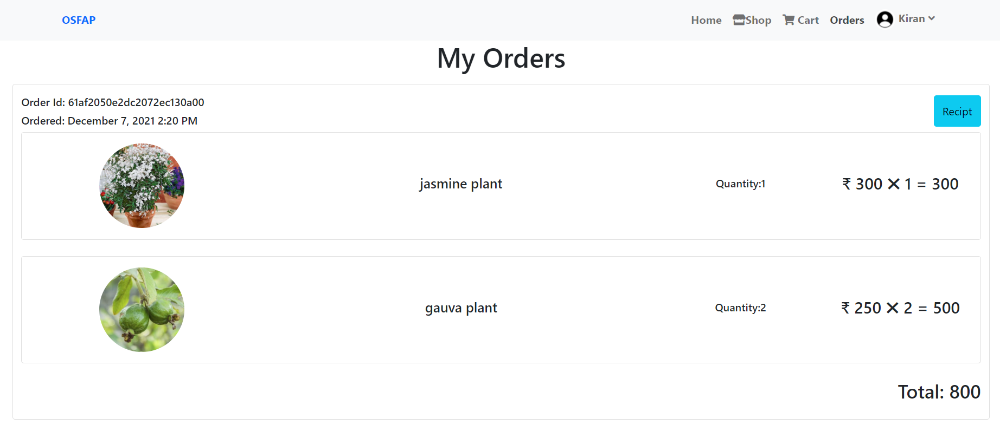 OSFAP
Home Shop Cart Orders Kiran
My Orders
Order Id: 61af2050e2dc2072ec130a00
Ordered: December 7, 2021 2:20 PM
Recipt
jasmine plant
Quantity:1
₹ 300 ✕ 1 = 300
gauva plant
Quantity:2
₹ 250 ✕ 2 = 500
Total: 800